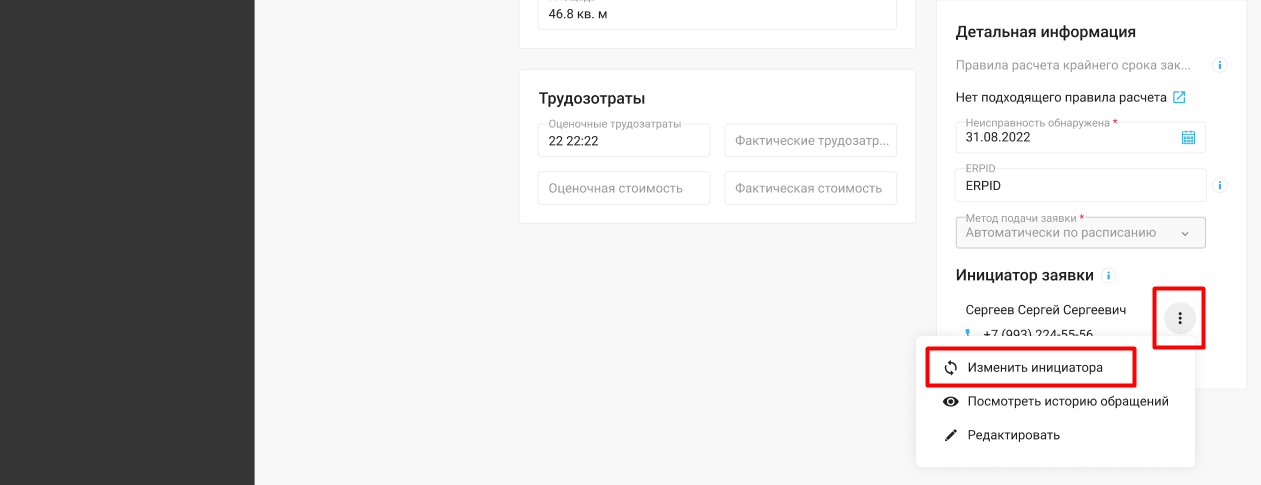 46.8 кв. м
Трудозотраты
Оценочные трудозатраты
22 22:22
Фактические трудозатр...
Оценочная стоимость
Фактическая стоимость
Детальная информация
Правила расчета крайнего срока зак...
Нет подходящего правила расчета
Неисправность обнаружена *
31.08.2022
ERPID
ERPID
Метод подачи заявки *
Автоматически по расписанию
Инициатор заявки
Сергеев Сергей Сергеевич
+7 (993) 224-55-56
Изменить инициатора
Посмотреть историю обращений
Редактировать